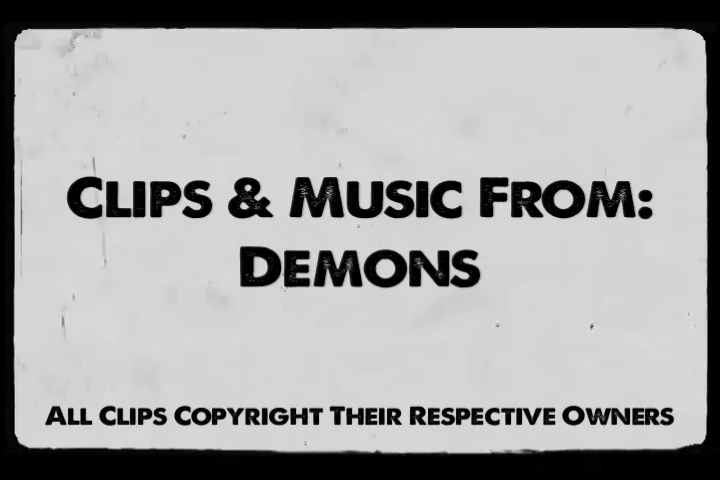 Clips & Music From:
Demons
All Clips Copyright Their Respective Owners